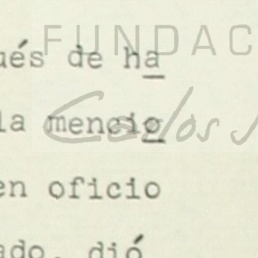 FUNDAC
ués de ha
Carlos
la mencio
en oficio
ado, dió